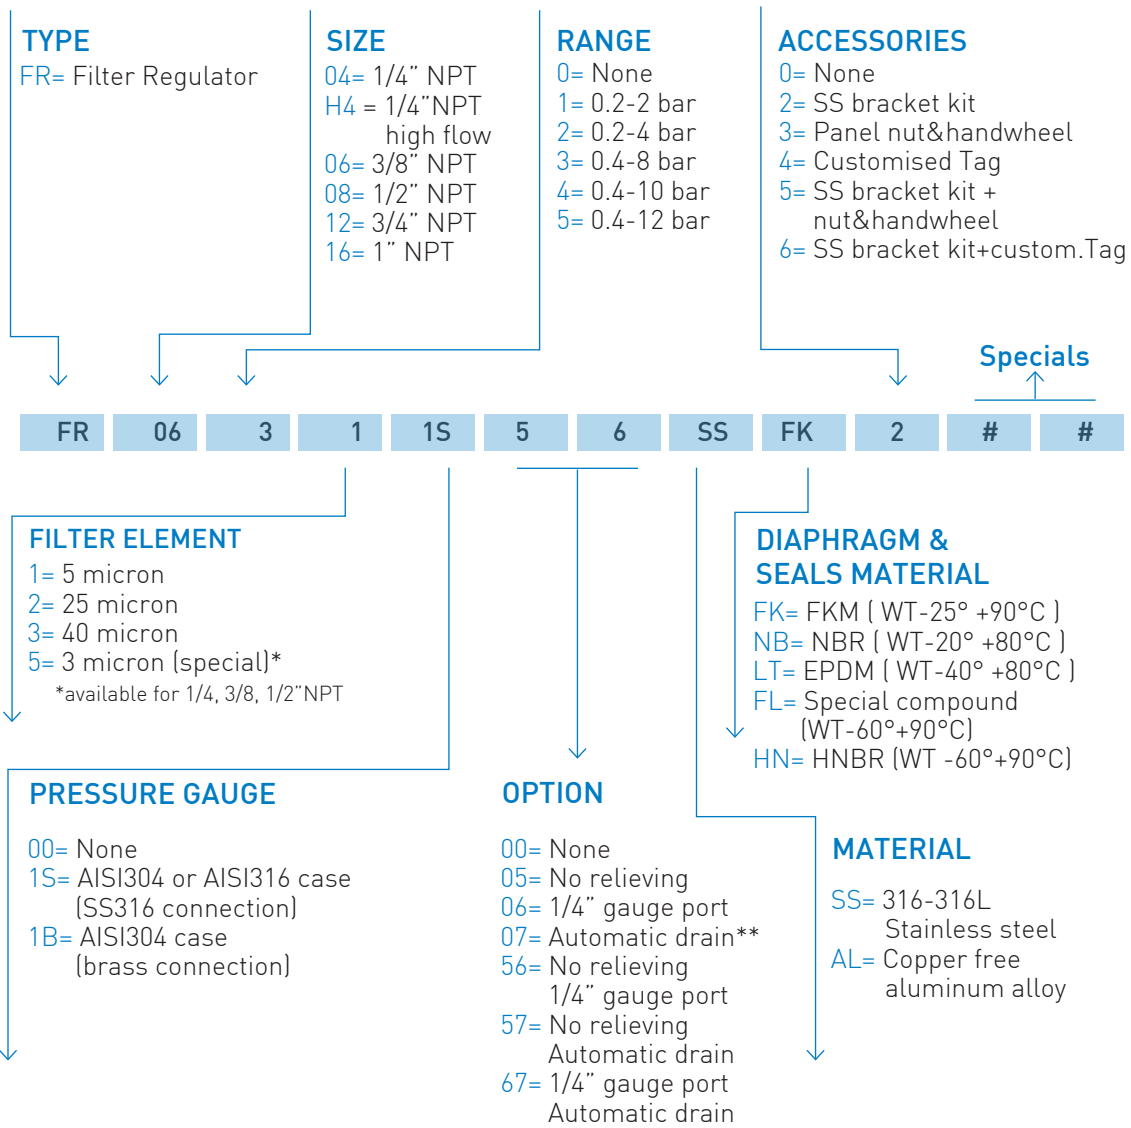 TYPE
FR= Filter Regulator
SIZE
04= 1/4” NPT
H4 = 1/4”NPT
high flow
06= 3/8” NPT
08= 1/2” NPT
12= 3/4” NPT
16= 1” NPT
RANGE
0= None
1= 0.2-2 bar
2= 0.2-4 bar
3= 0.4-8 bar
4= 0.4-10 bar
5= 0.4-12 bar
ACCESSORIES
0= None
2= SS bracket kit
3= Panel nut&handwheel
4= Customised Tag
5= SS bracket kit +
nut&handwheel
6= SS bracket kit+custom.Tag
Specials
FR 06 3 1 1S 5 6 SS FK 2 # #
FILTER ELEMENT
1= 5 micron
2= 25 micron
3= 40 micron
5= 3 micron (special)*
*available for 1/4, 3/8, 1/2”NPT
PRESSURE GAUGE
00= None
1S= AISI304 or AISI316 case
(SS316 connection)
1B= AISI304 case
(brass connection)
OPTION
00= None
05= No relieving
06= 1/4” gauge port
07= Automatic drain**
56= No relieving
1/4” gauge port
57= No relieving
Automatic drain
67= 1/4” gauge port
Automatic drain
DIAPHRAGM &
SEALS MATERIAL
FK= FKM ( WT-25° +90°C )
NB= NBR ( WT-20° +80°C )
LT= EPDM ( WT-40° +80°C )
FL= Special compound
(WT-60°+90°C)
HN= HNBR (WT -60°+90°C)
MATERIAL
SS= 316-316L
Stainless steel
AL= Copper free
aluminum alloy